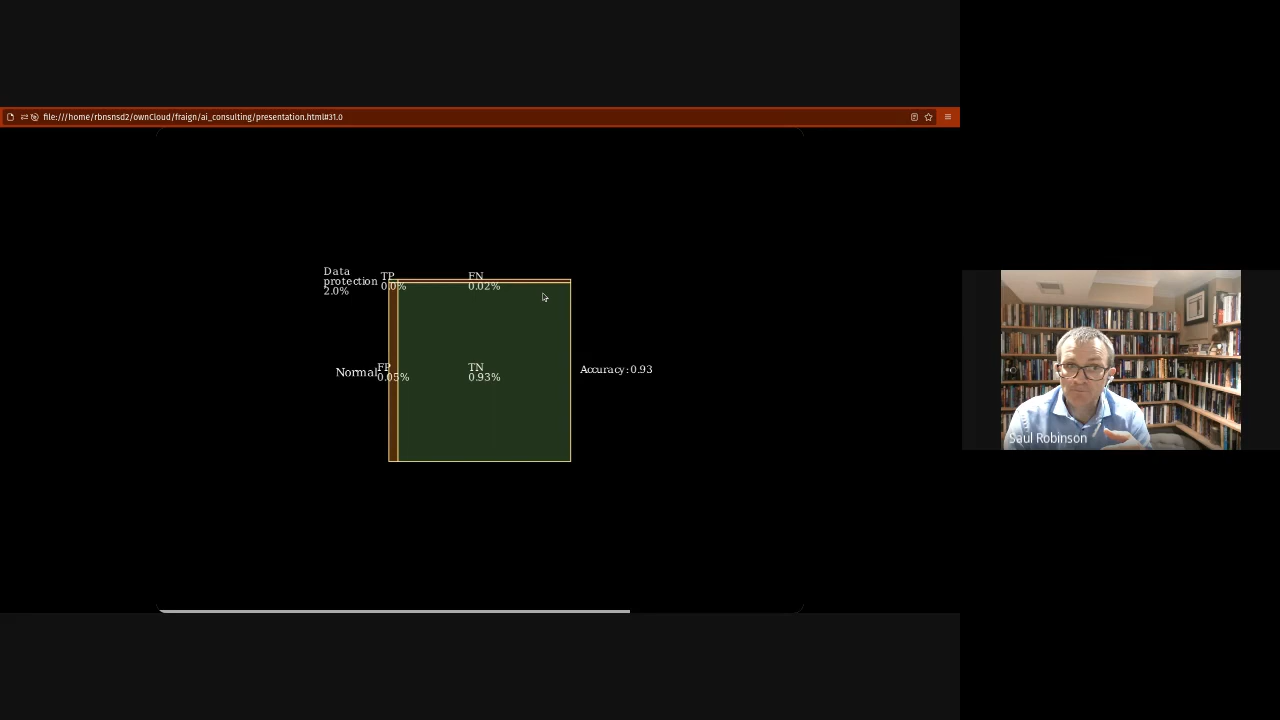 file:///home/rbnsnsd2/ownCloud/fraign/ai_consulting/presentation.html#31.0
Data
protection
2.0%
TP
0.0%
FN
0.02%
Normal
FP
0.05%
TN
0.93%
Accuracy: 0.93
Saul Robinson